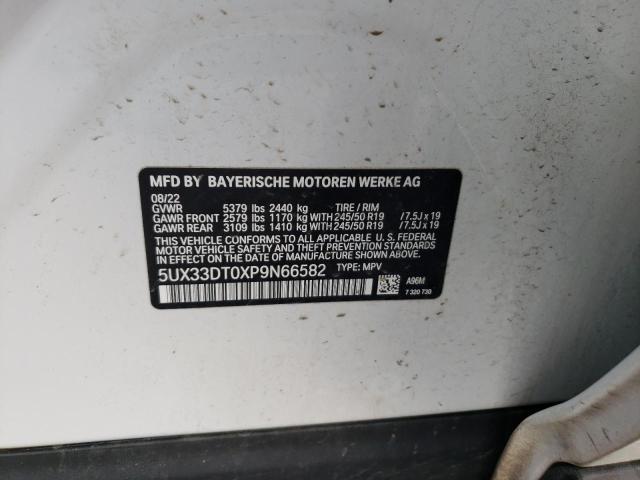 MFD BY BAYERISCHE MOTOREN WERKE AG
08/22
GVWR 5379 lbs 2440 kg TIRE / RIM
GAWR FRONT 2579 lbs 1170 kg WITH 245/50 R19 /7.5J x 19
GAWR REAR 3109 lbs 1410 kg WITH 245/50 R19 /7.5J x 19
THIS VEHICLE CONFORMS TO ALL APPLICABLE U. S. FEDERAL
MOTOR VEHICLE SAFETY AND THEFT PREVENTION STANDARDS
IN EFFECT ON THE DATE OF MANUFACTURE SHOWN ABOVE.
5UX33DT0XP9N66582 TYPE: MPV
A96M
7 320 730